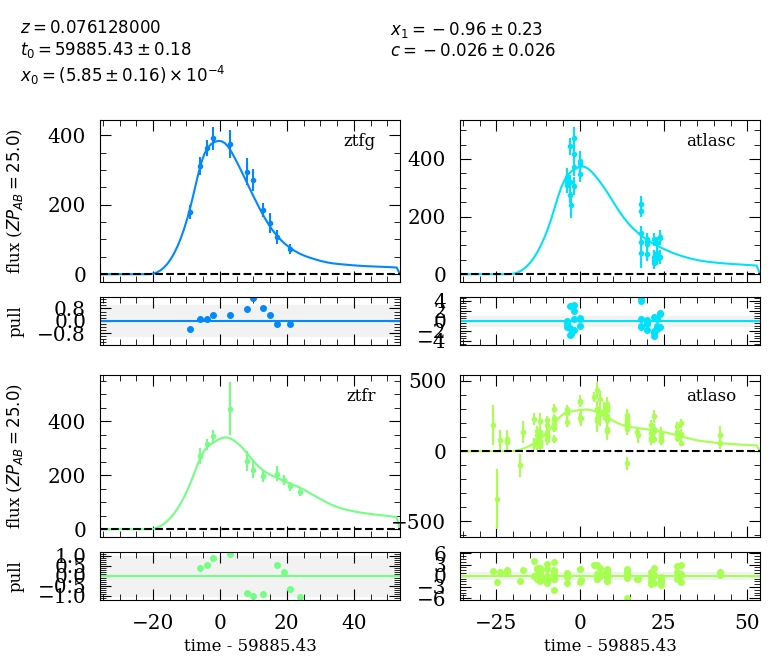 z = 0.076128000
t₀ = 59885.43 ± 0.18
x₀ = (5.85 ± 0.16) × 10⁻⁴
x₁ = −0.96 ± 0.23
c = −0.026 ± 0.026
flux (ZP_AB = 25.0)
400
200
0
ztfg
400
200
0
atlasc
pull
0.8
0.0
−0.8
4
2
0
−2
−4
flux (ZP_AB = 25.0)
400
200
0
ztfr
500
0
−500
atlaso
pull
1.0
0.5
0.0
−0.5
−1.0
6
3
0
−3
−6
−20 0 20 40
time - 59885.43
−25 0 25 50
time - 59885.43